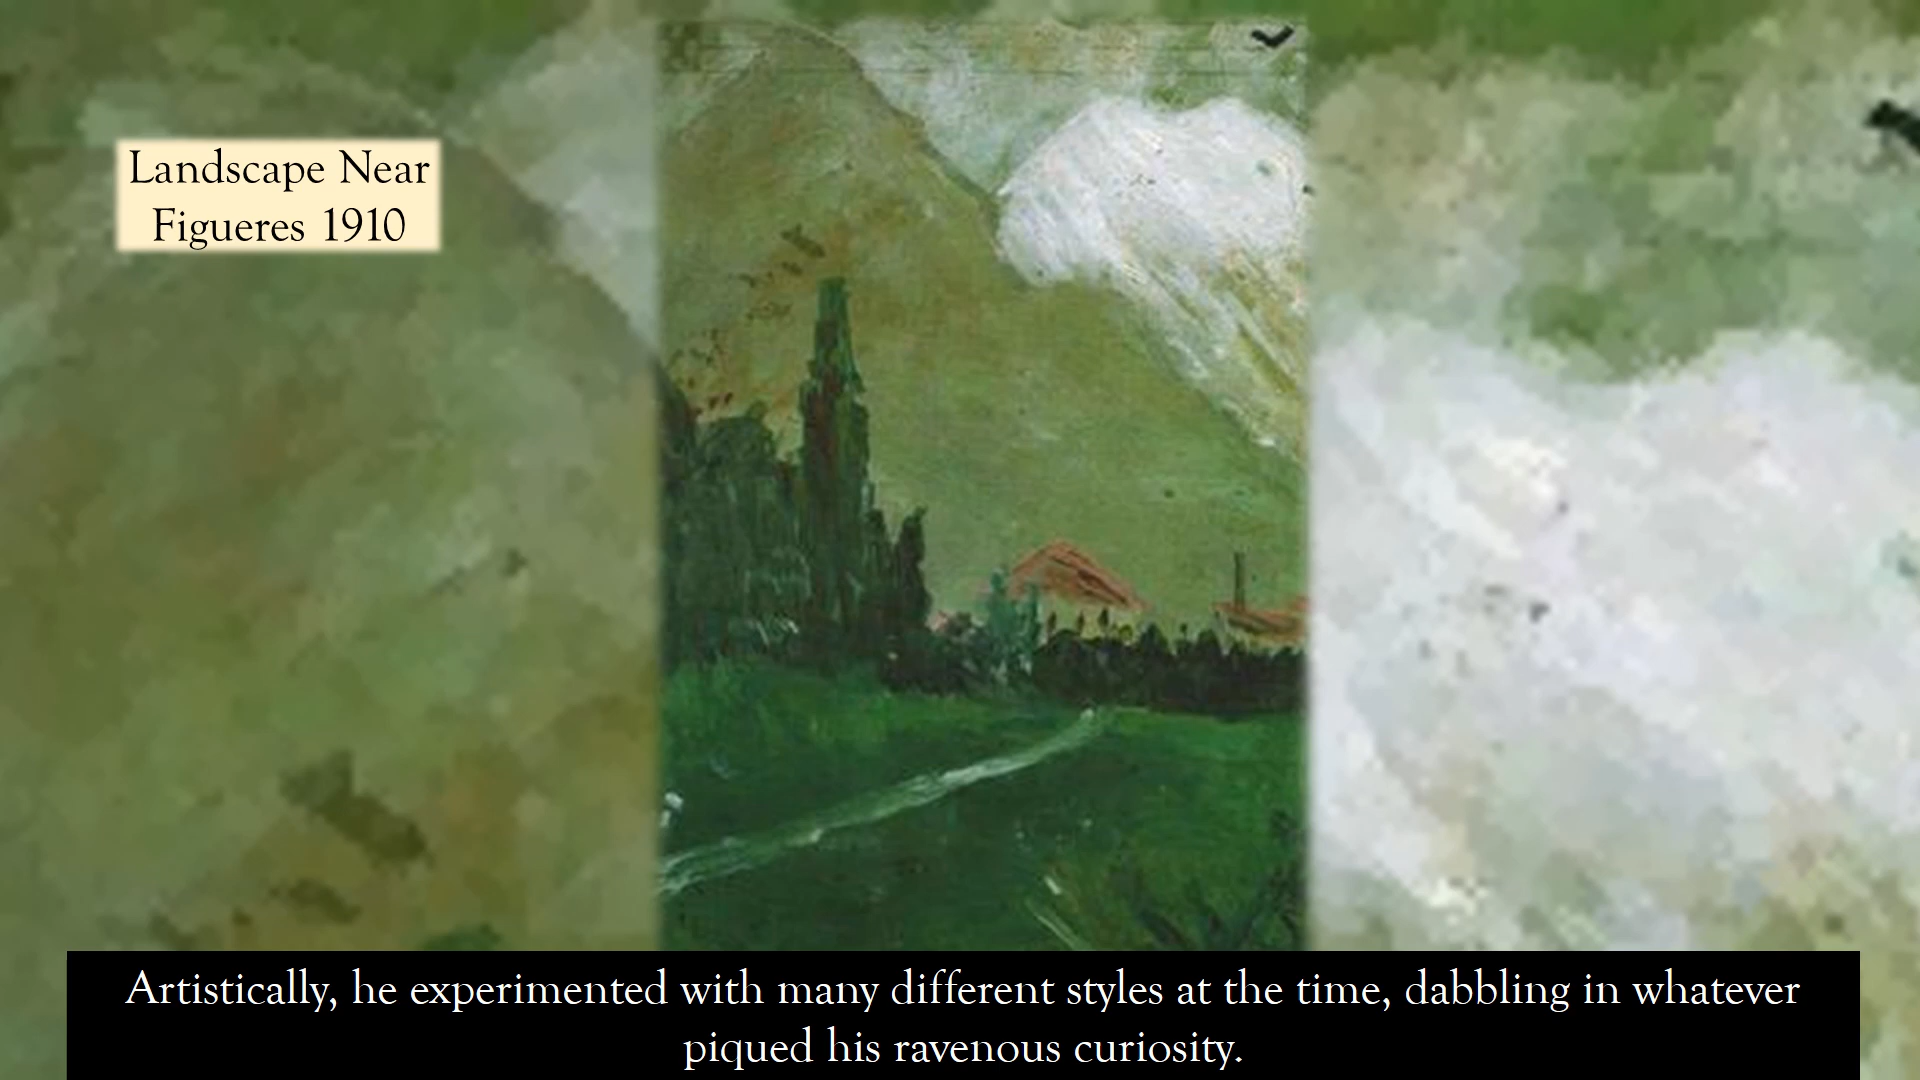 Landscape Near
Figueres 1910
Artistically, he experimented with many different styles at the time, dabbling in whatever
piqued his ravenous curiosity.